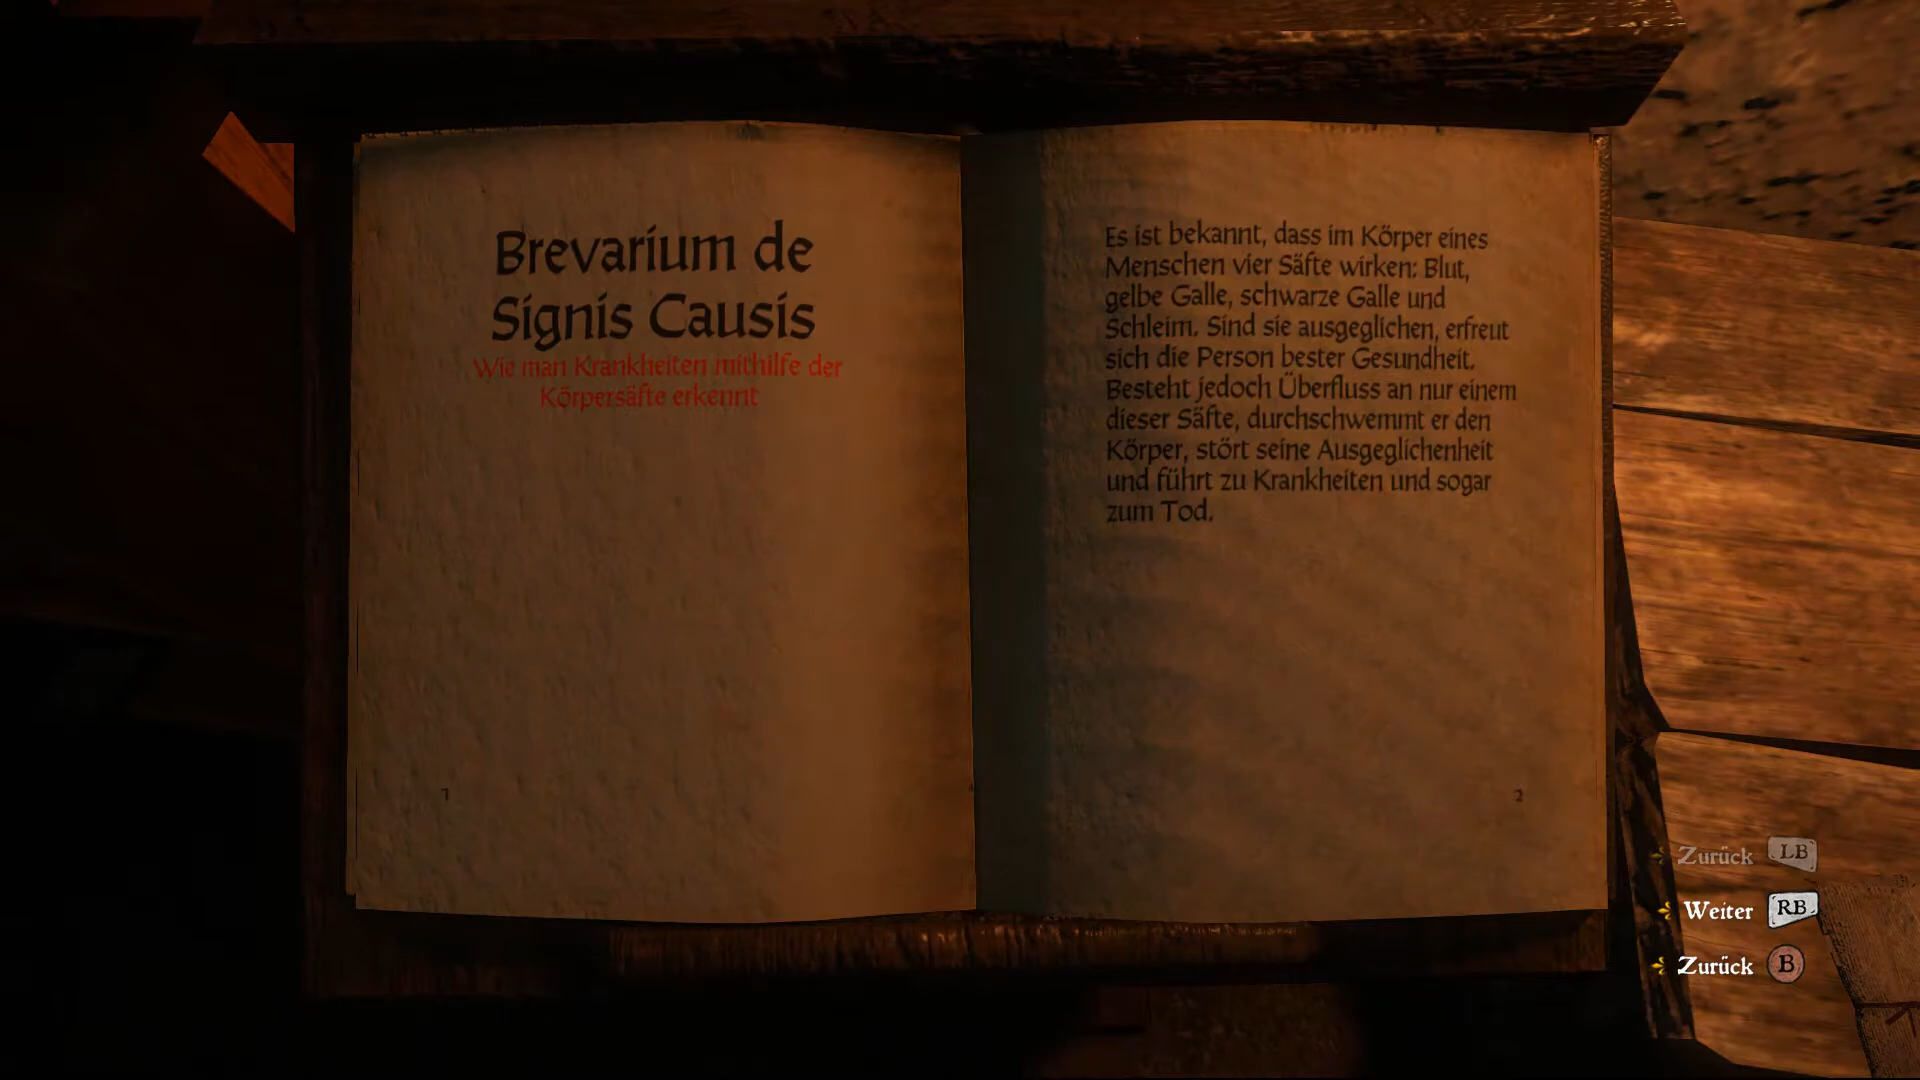 Brevarium de
Signis Causis
Wie man Krankheiten mithilfe der
Körpersäfte erkennt
1
Es ist bekannt, dass im Körper eines
Menschen vier Säfte wirken: Blut,
gelbe Galle, schwarze Galle und
Schleim. Sind sie ausgeglichen, erfreut
sich die Person bester Gesundheit.
Besteht jedoch Überfluss an nur einem
dieser Säfte, durchschwemmt er den
Körper, stört seine Ausgeglichenheit
und führt zu Krankheiten und sogar
zum Tod.
2
Zurück LB
Weiter RB
Zurück B